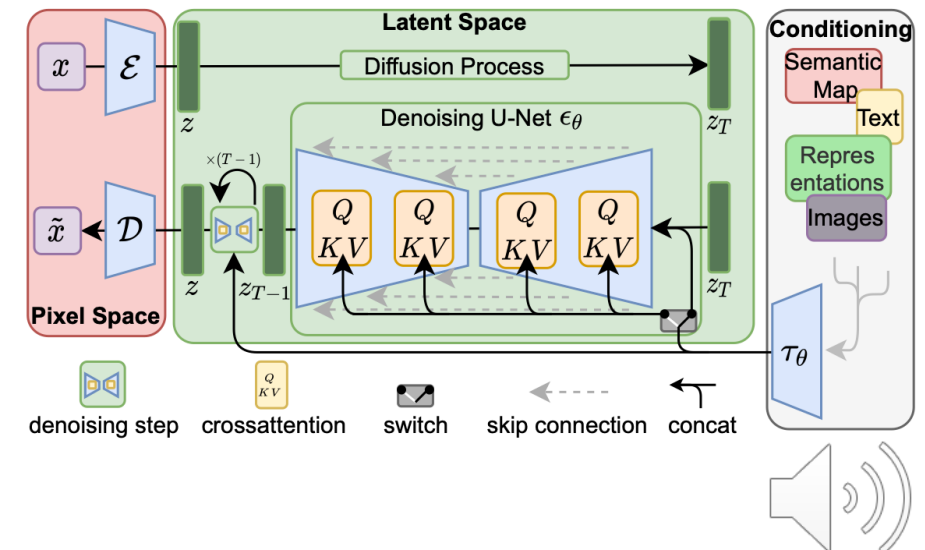 Latent Space
Conditioning
x
ℰ
Diffusion Process
Semantic
Map
Text
z
z_T
Denoising U-Net ϵ_θ
Repres
entations
Images
×(T − 1)
Q
KV
Q
KV
Q
KV
Q
KV
x̃
𝒟
z
z_{T−1}
z_T
Pixel Space
τ_θ
Q
KV
denoising step
crossattention
switch
skip connection
concat